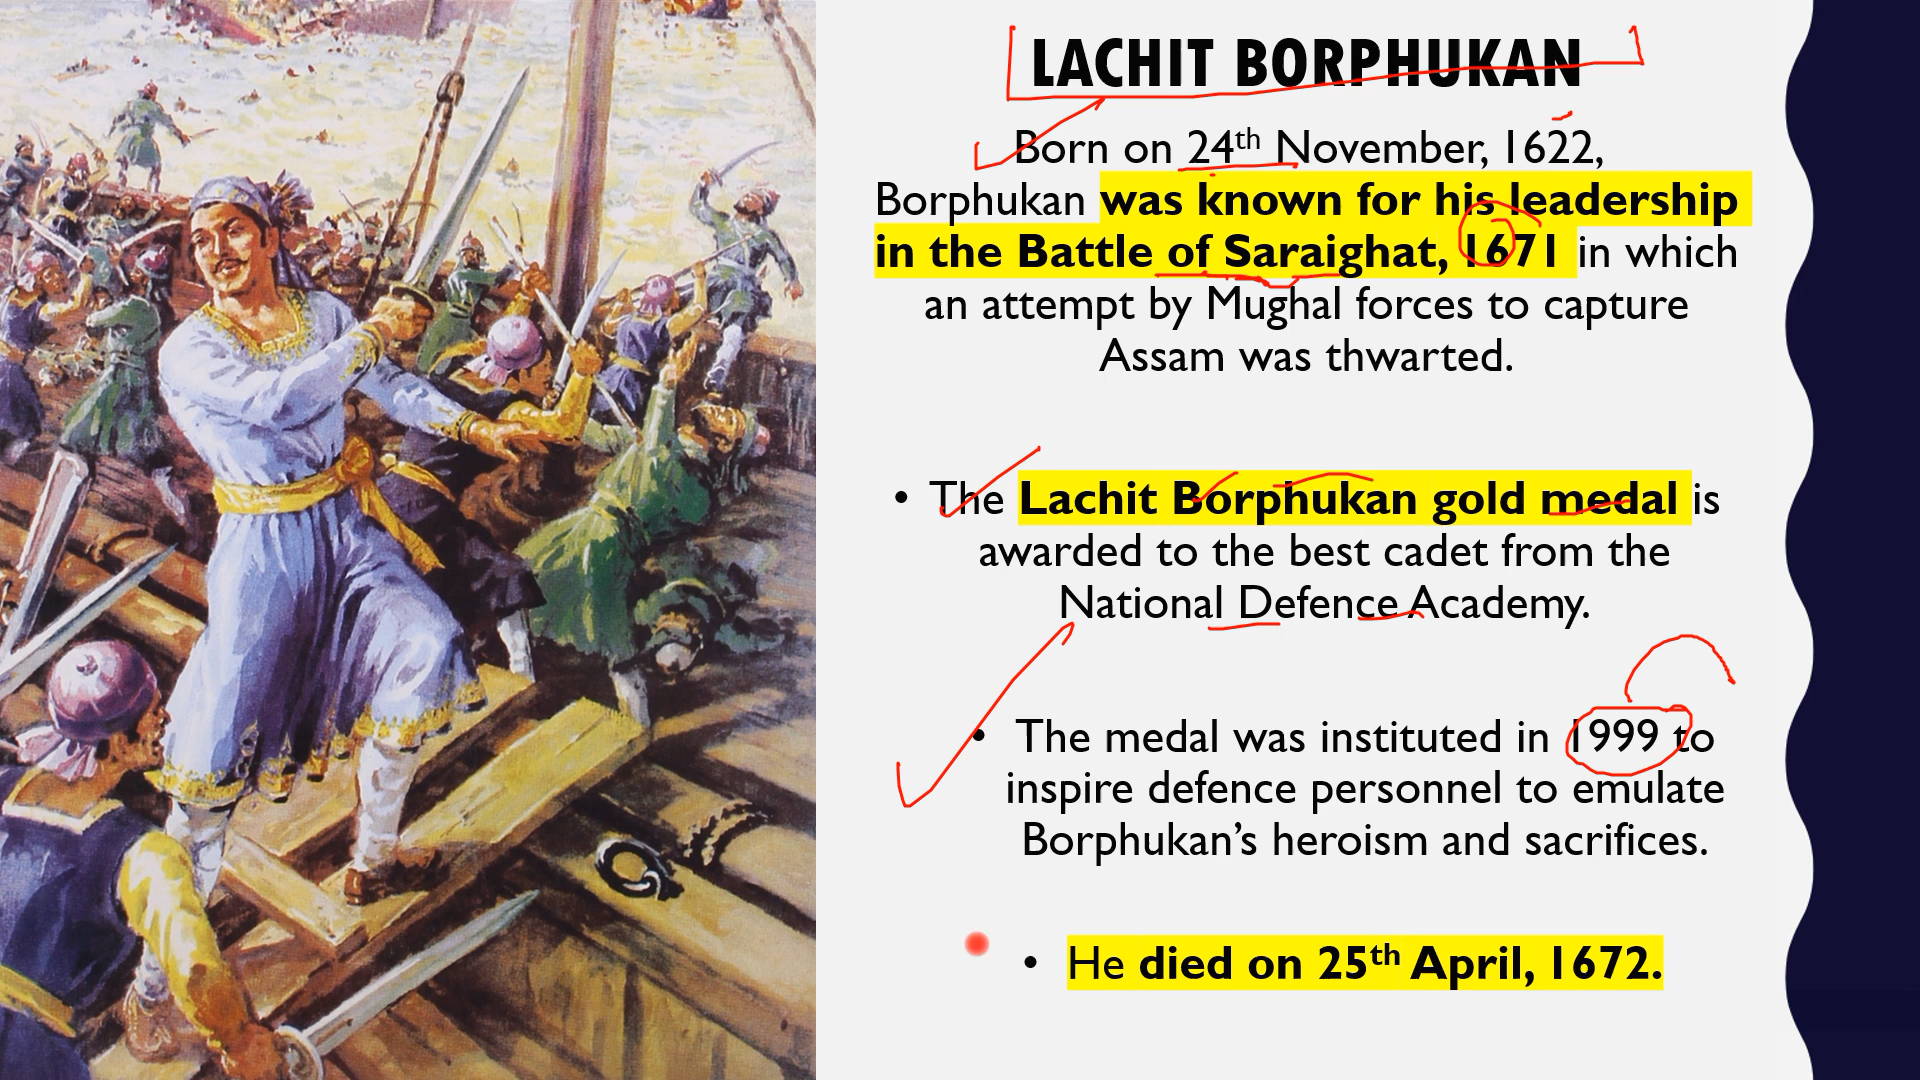 LACHIT BORPHUKAN
Born on 24th November, 1622,
Borphukan was known for his leadership
in the Battle of Saraighat, 1671 in which
an attempt by Mughal forces to capture
Assam was thwarted.
• The Lachit Borphukan gold medal is
awarded to the best cadet from the
National Defence Academy.
• The medal was instituted in 1999 to
inspire defence personnel to emulate
Borphukan’s heroism and sacrifices.
• He died on 25th April, 1672.